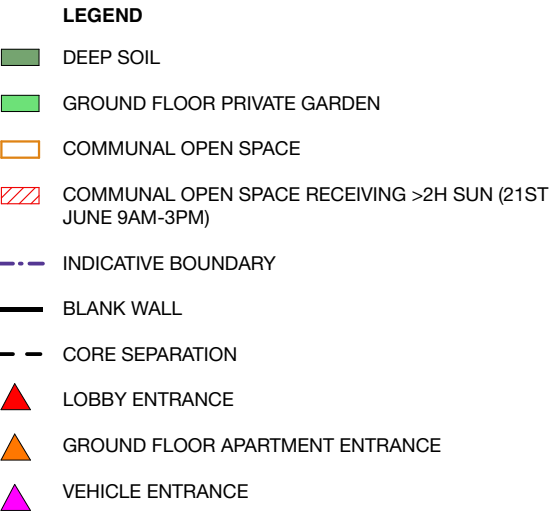 LEGEND
DEEP SOIL
GROUND FLOOR PRIVATE GARDEN
COMMUNAL OPEN SPACE
COMMUNAL OPEN SPACE RECEIVING >2H SUN (21ST
JUNE 9AM-3PM)
INDICATIVE BOUNDARY
BLANK WALL
CORE SEPARATION
LOBBY ENTRANCE
GROUND FLOOR APARTMENT ENTRANCE
VEHICLE ENTRANCE